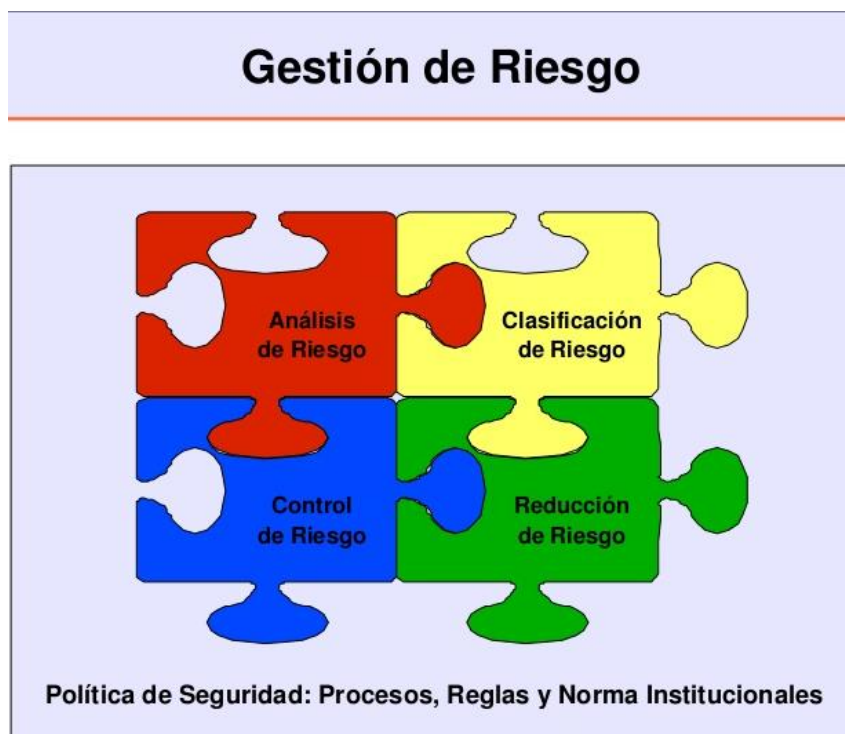 Gestión de Riesgo
Análisis
de Riesgo
Clasificación
de Riesgo
Control
de Riesgo
Reducción
de Riesgo
Política de Seguridad: Procesos, Reglas y Norma Institucionales